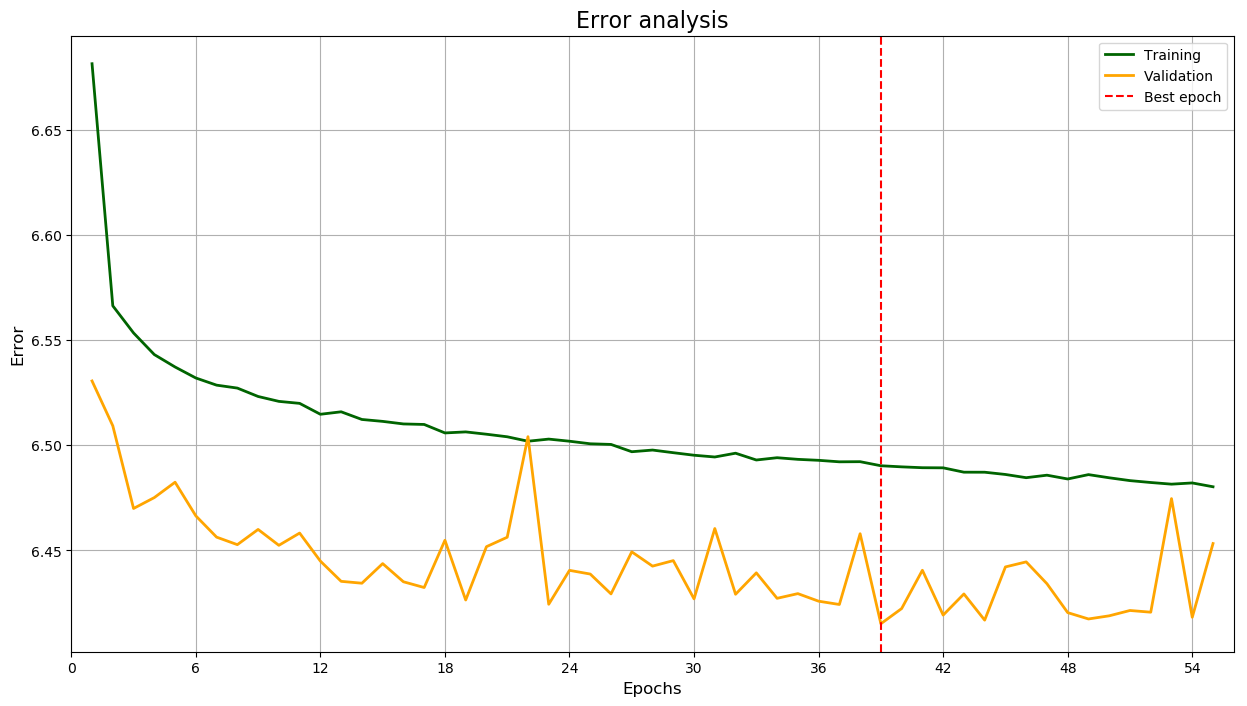 Error analysis
Training
Validation
Best epoch
6.65
6.60
6.55
6.50
6.45
Error
0 6 12 18 24 30 36 42 48 54
Epochs